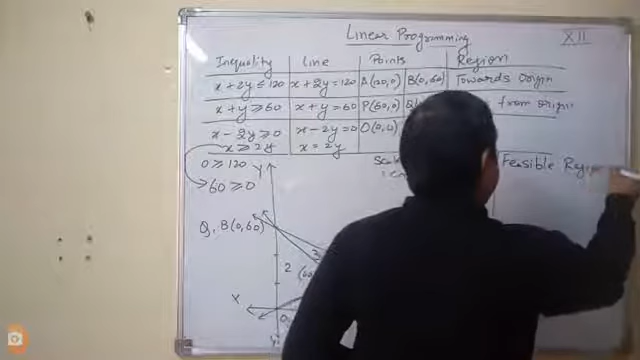 Linear Programming
XII
Inequality Line Points Region
x + 2y ≤ 120 x + 2y = 120 A(120,0) B(0,60) Towards Origin
x + y ≥ 60 x + y = 60 P(60,0) from origin
x - 2y ≥ 0 x - 2y = 0 O(0,0)
x ≥ 2y x = 2y
0 ≥ 120
60 ≥ 0
Y
Feasible
Q, B(0,60)
3
2
X
O